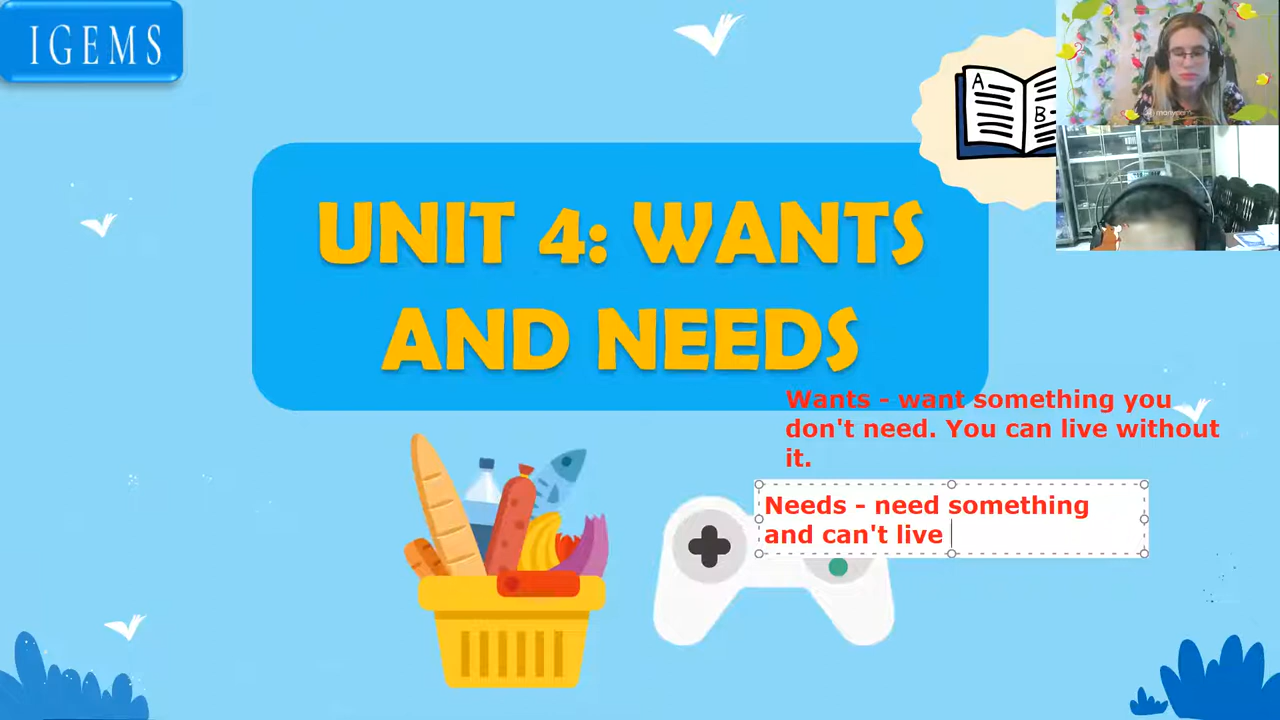 IGEMS
A
B-
UNIT 4: WANTS
AND NEEDS
Wants - want something you
don't need. You can live without
it.
Needs - need something
and can't live